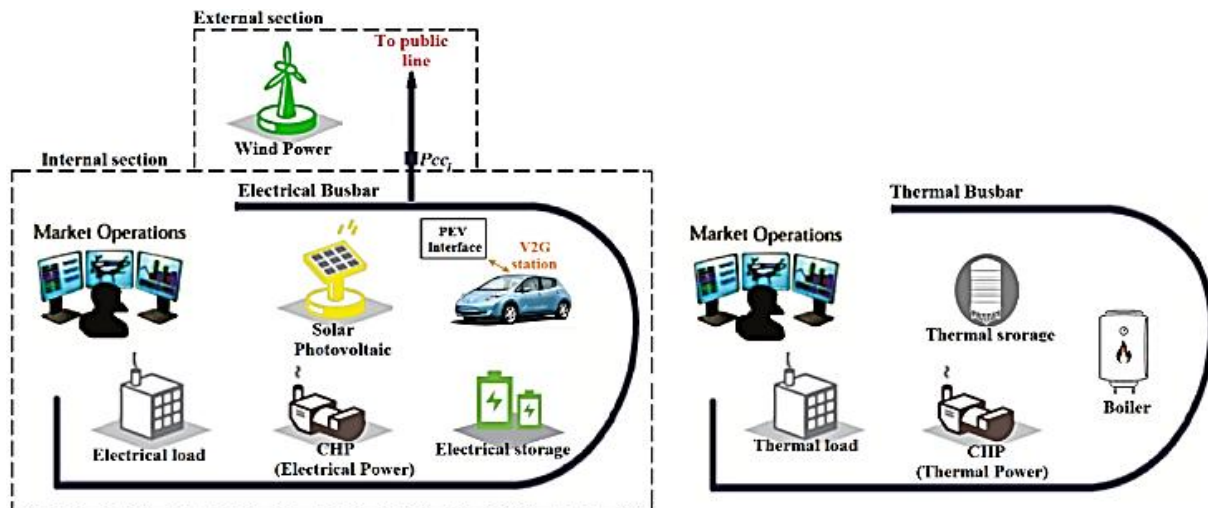 External section
To public
line
Wind Power
Internal section
Pcci
Electrical Busbar
Market Operations
PEV
Interface
V2G
station
Solar
Photovoltaic
Electrical load
CHP
(Electrical Power)
Electrical storage
Thermal Busbar
Market Operations
Thermal srorage
Boiler
Thermal load
CHP
(Thermal Power)